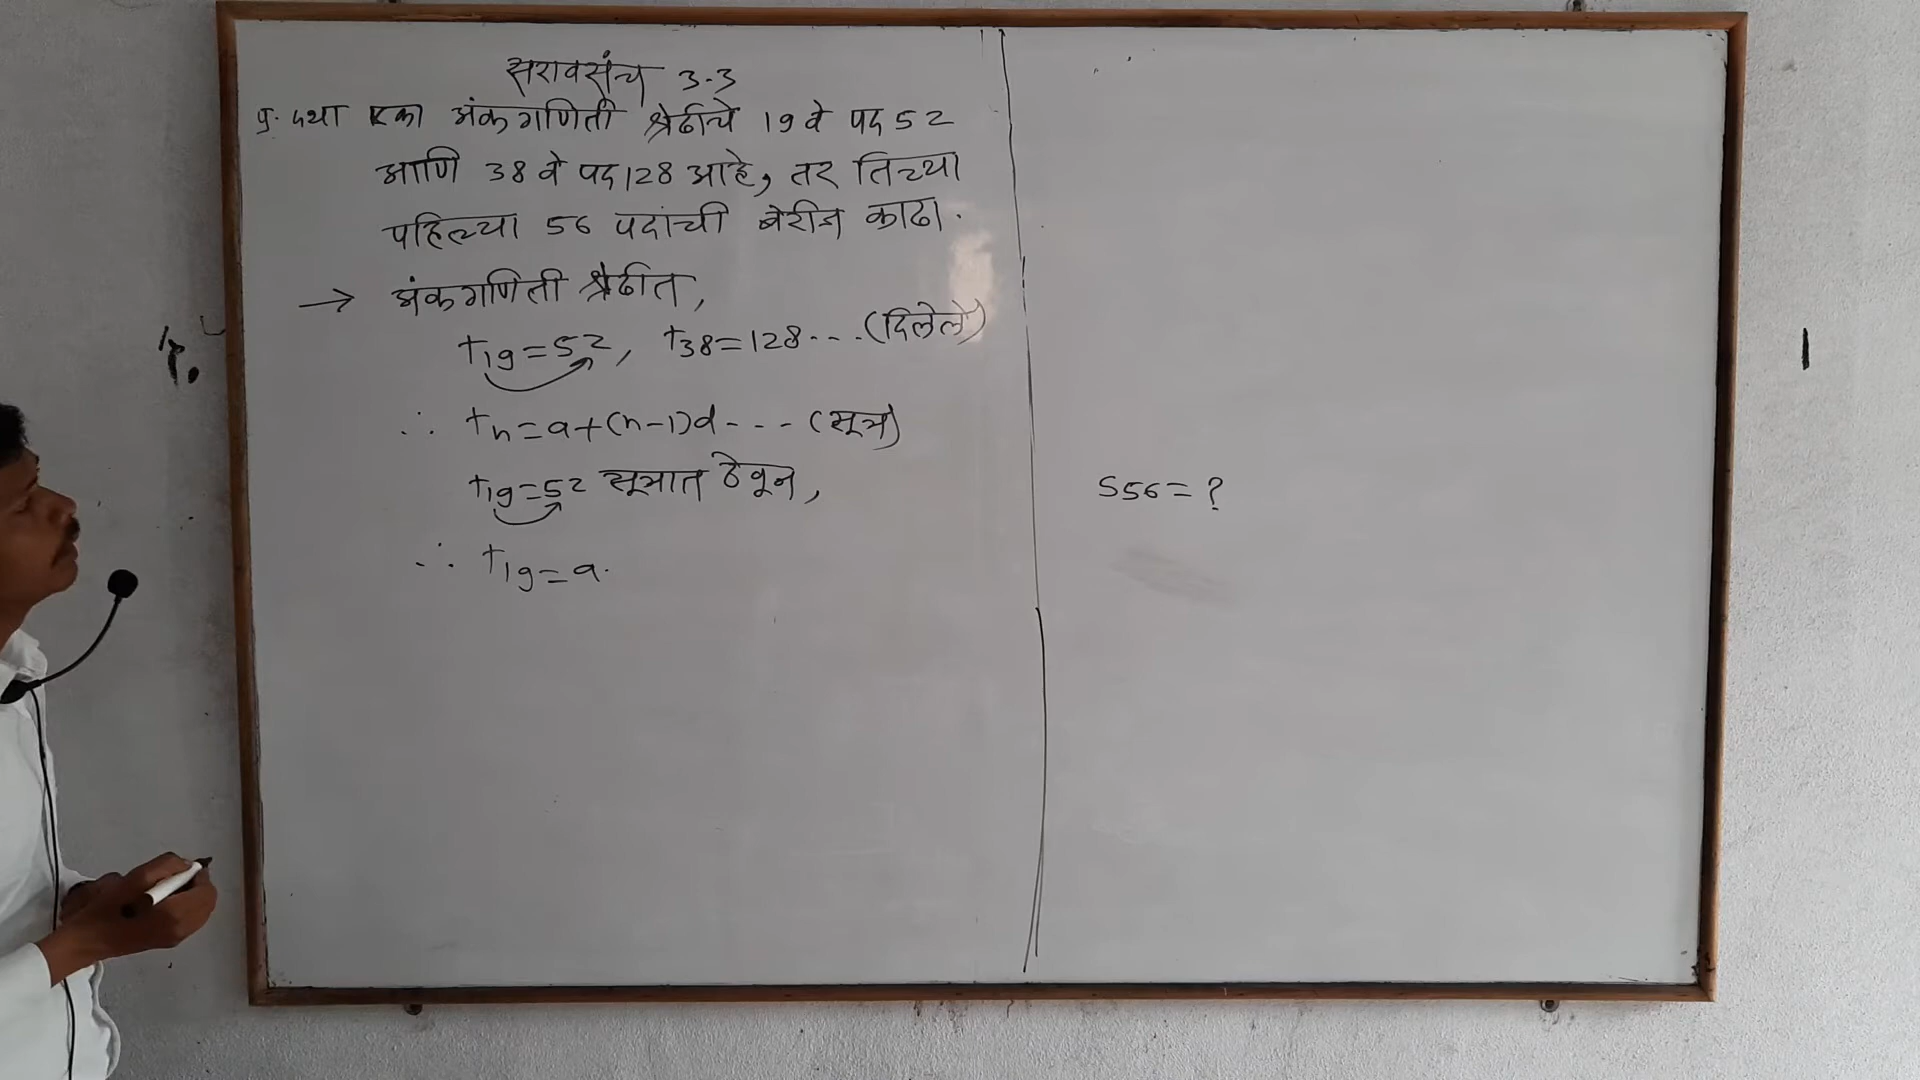 सरावसंच 3.3
प्र. 5था एका अंकगणिती श्रेढीचे 19 वे पद 52
आणि 38 वे पद 128 आहे, तर तिच्या
पहिल्या 56 पदांची बेरीज काढा.
→ अंकगणिती श्रेढीत,
t19=52, t38=128... (दिलेले)
∴ tn=a+(n-1)d--- (सूत्र)
t19=52 सूत्रात ठेवून,
∴ t19=a.
S56=?